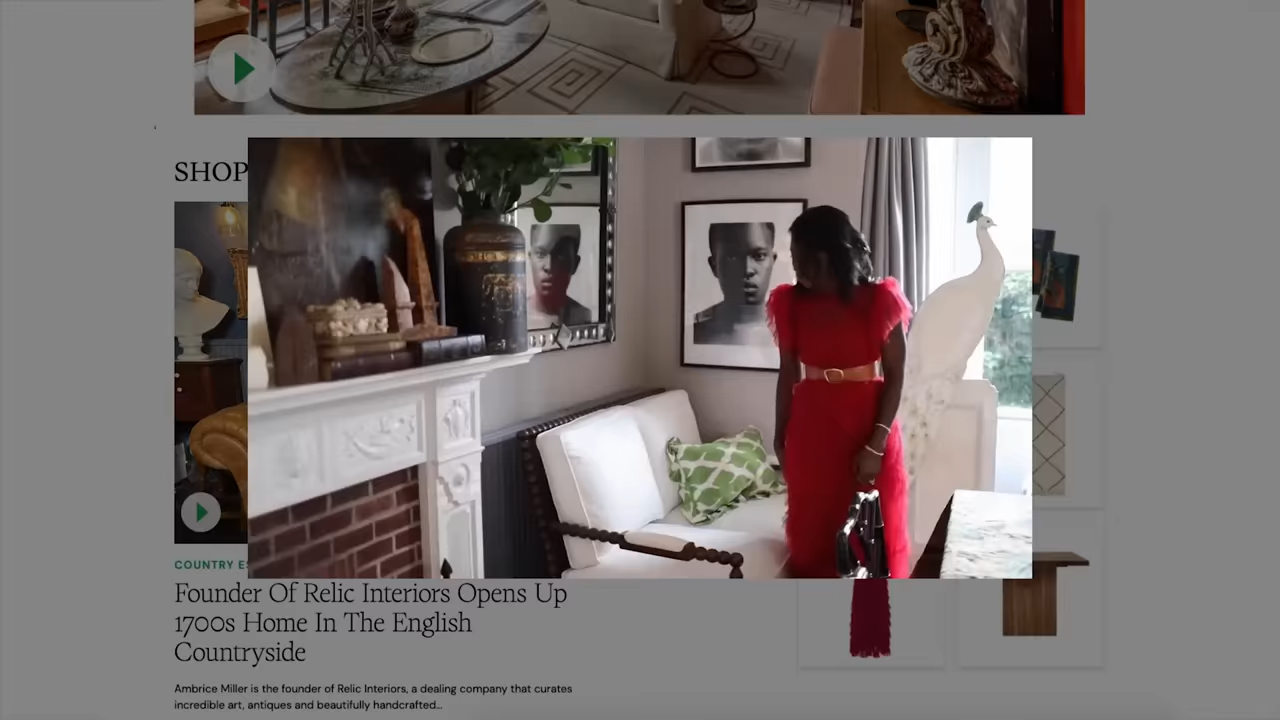 SHOP
COUNTRY ES
Founder Of Relic Interiors Opens Up
1700s Home In The English
Countryside
Ambrice Miller is the founder of Relic Interiors, a dealing company that curates
incredible art, antiques and beautifully handcrafted...